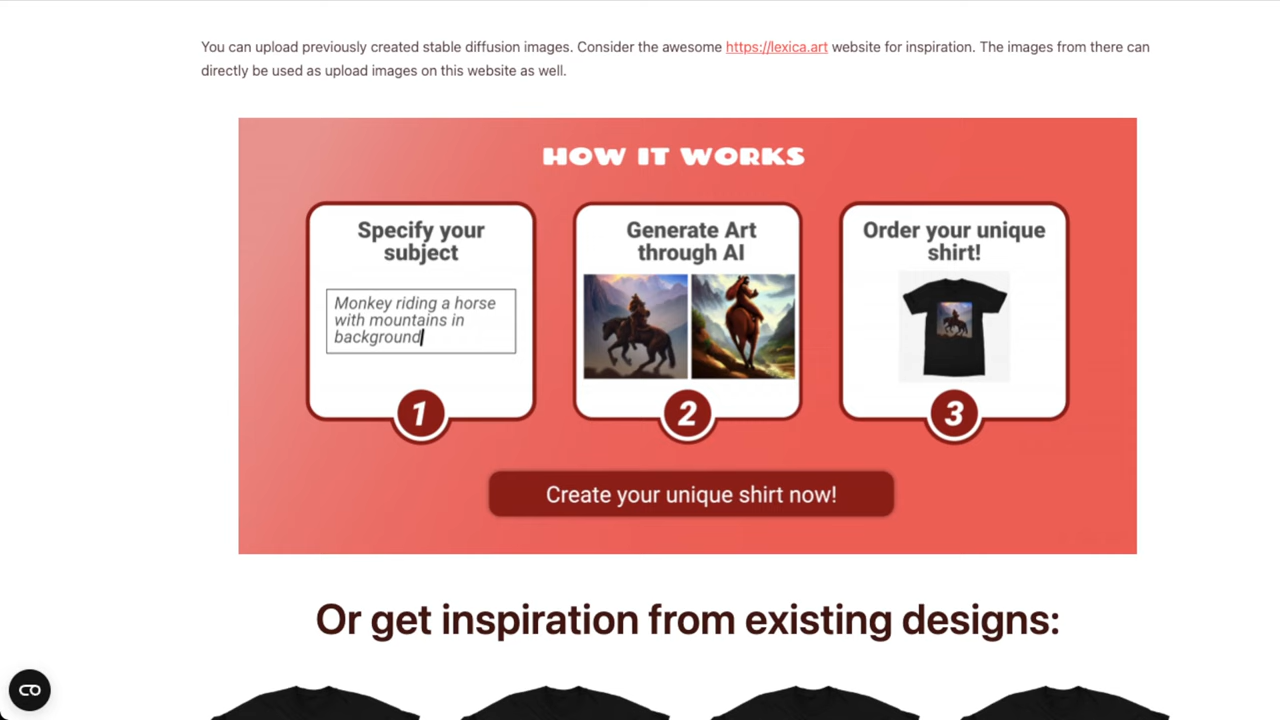 You can upload previously created stable diffusion images. Consider the awesome https://lexica.art website for inspiration. The images from there can
directly be used as upload images on this website as well.
HOW IT WORKS
Specify your
subject
Monkey riding a horse
with mountains in
background
1
Generate Art
through AI
2
Order your unique
shirt!
3
Create your unique shirt now!
Or get inspiration from existing designs: